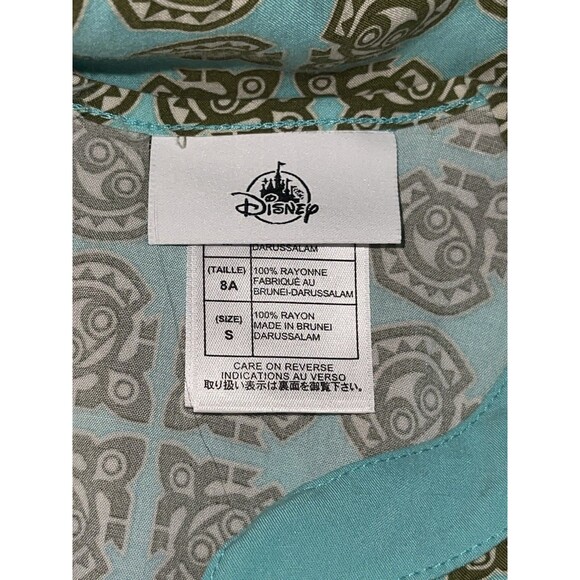 Disney
DARUSSALAM
(TAILLE) 8A 100% RAYONNE
FABRIQUÉ AU
BRUNEI-DARUSSALAM
(SIZE) S 100% RAYON
MADE IN BRUNEI
DARUSSALAM
CARE ON REVERSE
INDICATIONS AU VERSO
取り扱い表示は裏面を御覧下さい